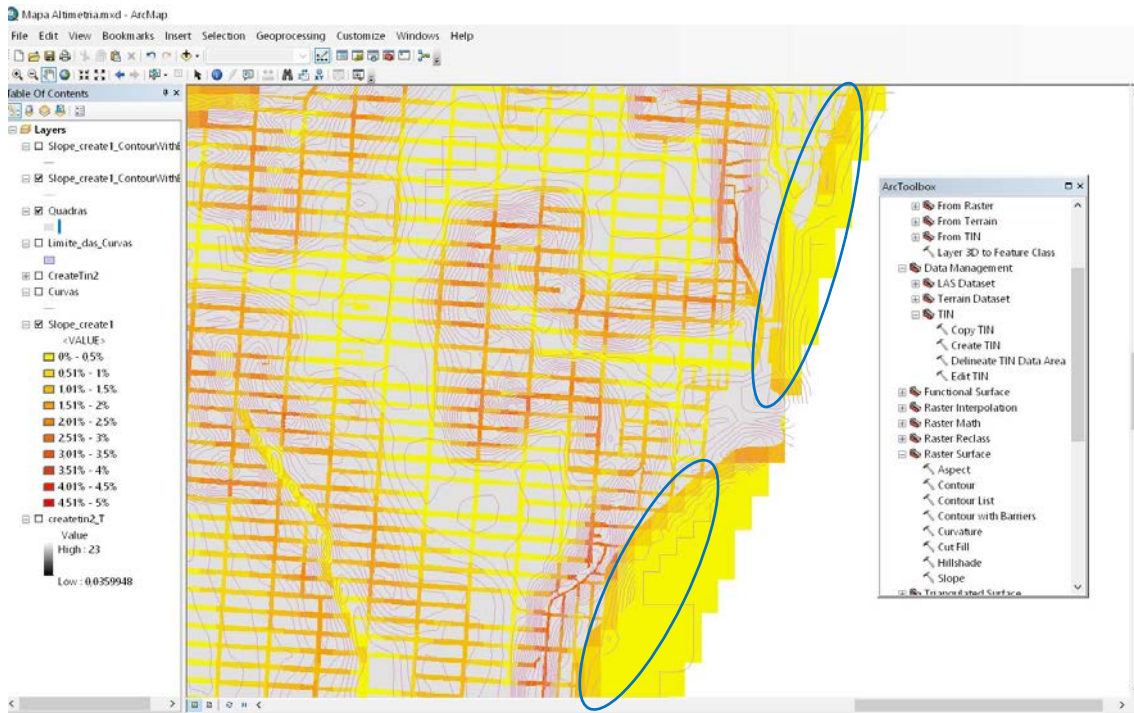 Mapa Altimetria.mxd - ArcMap
File Edit View Bookmarks Insert Selection Geoprocessing Customize Windows Help
Table Of Contents
Layers
Slope_create1_ContourWithE
Slope_create1_ContourWithE
Quadras
Limite_das_Curvas
CreateTin2
Curvas
Slope_create1
<VALUE>
0% - 0,5%
0,51% - 1%
1,01% - 1,5%
1,51% - 2%
2,01% - 2,5%
2,51% - 3%
3,01% - 3,5%
3,51% - 4%
4,01% - 4,5%
4,51% - 5%
createtin2_T
Value
High : 23
Low : 0,0359948
ArcToolbox
From Raster
From Terrain
From TIN
Layer 3D to Feature Class
Data Management
LAS Dataset
Terrain Dataset
TIN
Copy TIN
Create TIN
Delineate TIN Data Area
Edit TIN
Functional Surface
Raster Interpolation
Raster Math
Raster Reclass
Raster Surface
Aspect
Contour
Contour List
Contour with Barriers
Curvature
Cut Fill
Hillshade
Slope
Triangulated Surface